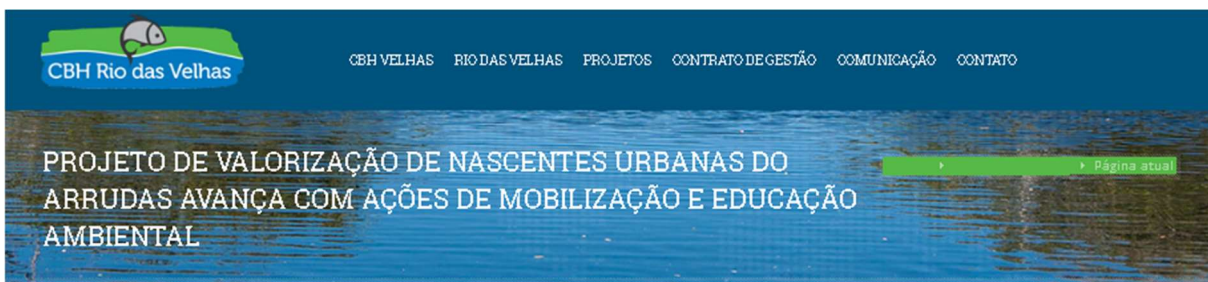 CBH Rio das Velhas
CBH VELHAS RIO DAS VELHAS PROJETOS CONTRATO DE GESTÃO COMUNICAÇÃO CONTATO
PROJETO DE VALORIZAÇÃO DE NASCENTES URBANAS DO
ARRUDAS AVANÇA COM AÇÕES DE MOBILIZAÇÃO E EDUCAÇÃO
AMBIENTAL
Página atual